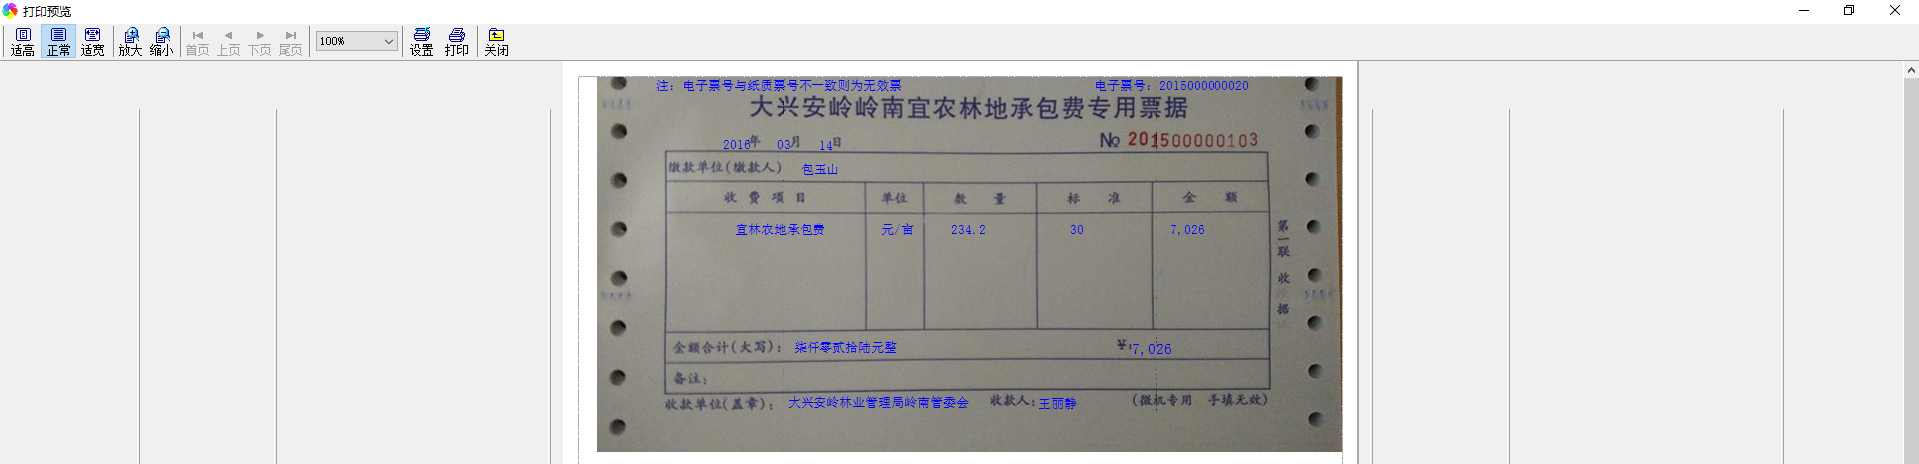 打印预览
适高 正常 适宽 放大 缩小 首页 上页 下页 尾页 100% 设置 打印 关闭
注：电子票号与纸质票号不一致则为无效票 电子票号：2015000000020
大兴安岭岭南宜农林地承包费专用票据
2016年 03月 14日 № 201500000103
缴款单位(缴款人) 包玉山
收费项目 单位 数量 标准 金额
宜林农地承包费 元/亩 234.2 30 7,026
第一联 收据
金额合计(大写)： 柒仟零贰拾陆元整 ¥:7,026
备注：
收款单位(盖章)： 大兴安岭林业管理局岭南管委会 收款人:王丽静 (微机专用 手填无效)